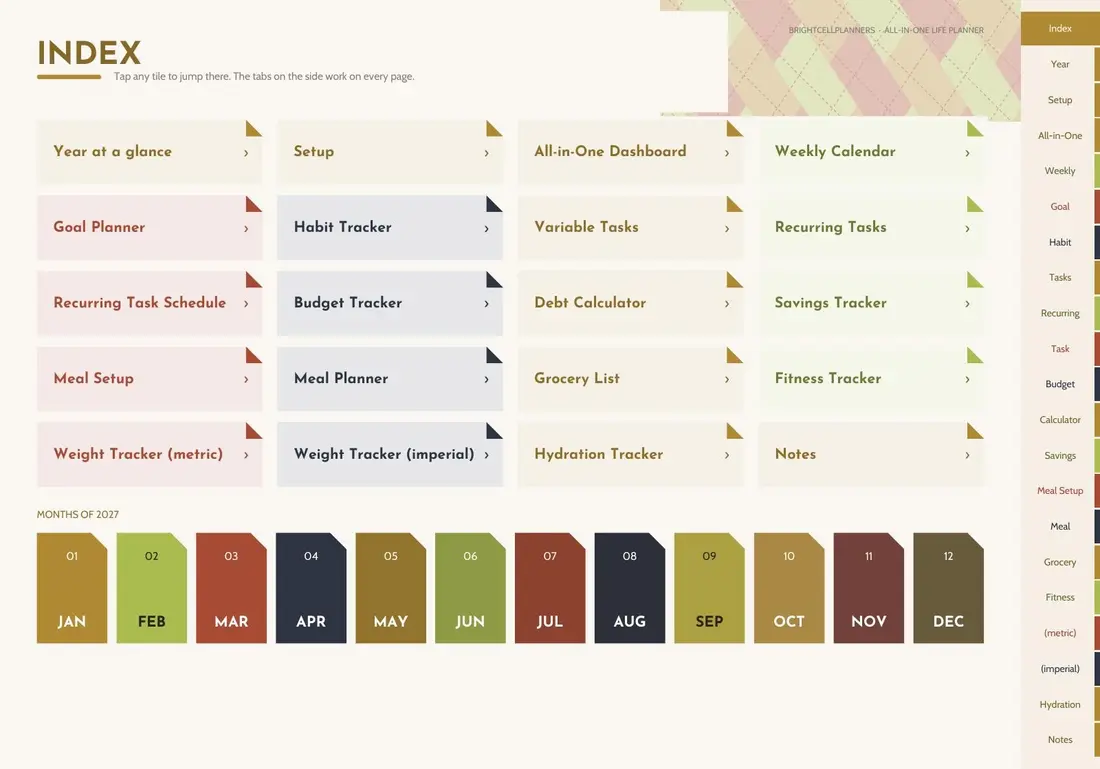 BRIGHTCELLPLANNERS · ALL-IN-ONE LIFE PLANNER
INDEX
Tap any tile to jump there. The tabs on the side work on every page.
Year at a glance ›
Setup ›
All-in-One Dashboard ›
Weekly Calendar ›
Goal Planner ›
Habit Tracker ›
Variable Tasks ›
Recurring Tasks ›
Recurring Task Schedule ›
Budget Tracker ›
Debt Calculator ›
Savings Tracker ›
Meal Setup ›
Meal Planner ›
Grocery List ›
Fitness Tracker ›
Weight Tracker (metric) ›
Weight Tracker (imperial) ›
Hydration Tracker ›
Notes ›
MONTHS OF 2027
01
JAN
02
FEB
03
MAR
04
APR
05
MAY
06
JUN
07
JUL
08
AUG
09
SEP
10
OCT
11
NOV
12
DEC
Index
Year
Setup
All-in-One
Weekly
Goal
Habit
Tasks
Recurring
Task
Budget
Calculator
Savings
Meal Setup
Meal
Grocery
Fitness
(metric)
(imperial)
Hydration
Notes